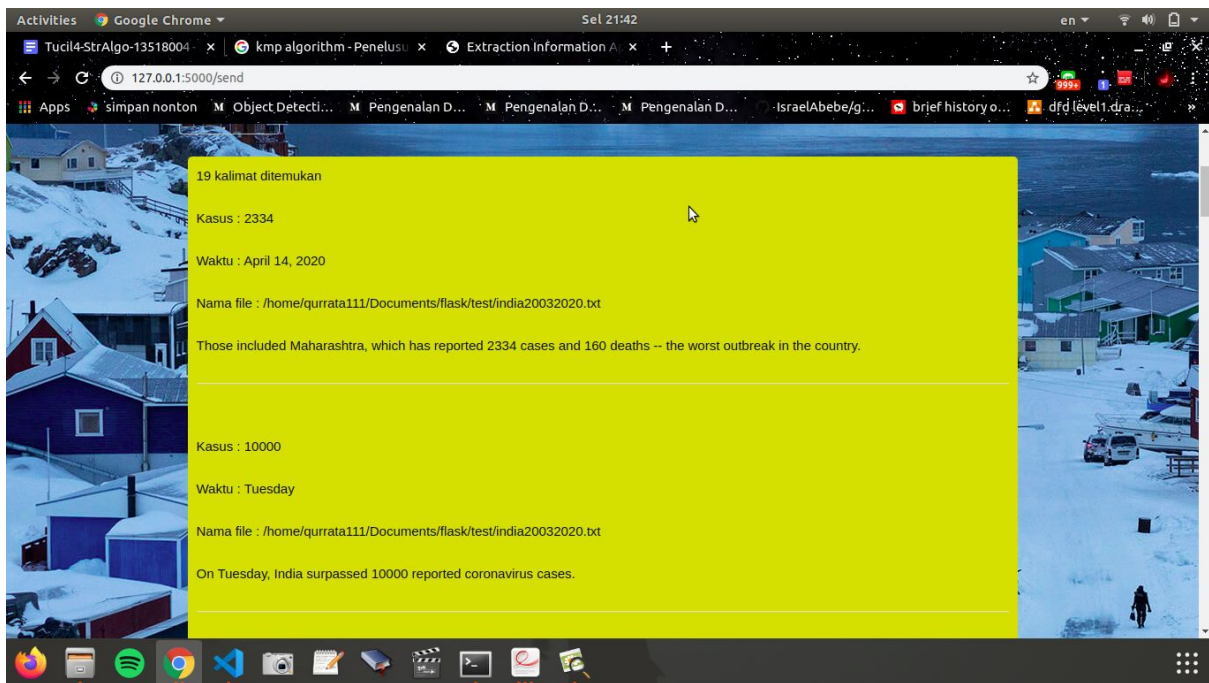 Activities Google Chrome Sel 21:42 en
Tucil4-StrAlgo-13518004 - kmp algorithm - Penelusu Extraction Information A
127.0.0.1:5000/send 999+ 1
Apps simpan nonton Object Detecti... Pengenalan D... Pengenalan D... Pengenalan D... IsraelAbebe/g... brief history o... dfd level1.dra... »
19 kalimat ditemukan
Kasus : 2334
Waktu : April 14, 2020
Nama file : /home/qurrata111/Documents/flask/test/india20032020.txt
Those included Maharashtra, which has reported 2334 cases and 160 deaths -- the worst outbreak in the country.
Kasus : 10000
Waktu : Tuesday
Nama file : /home/qurrata111/Documents/flask/test/india20032020.txt
On Tuesday, India surpassed 10000 reported coronavirus cases.